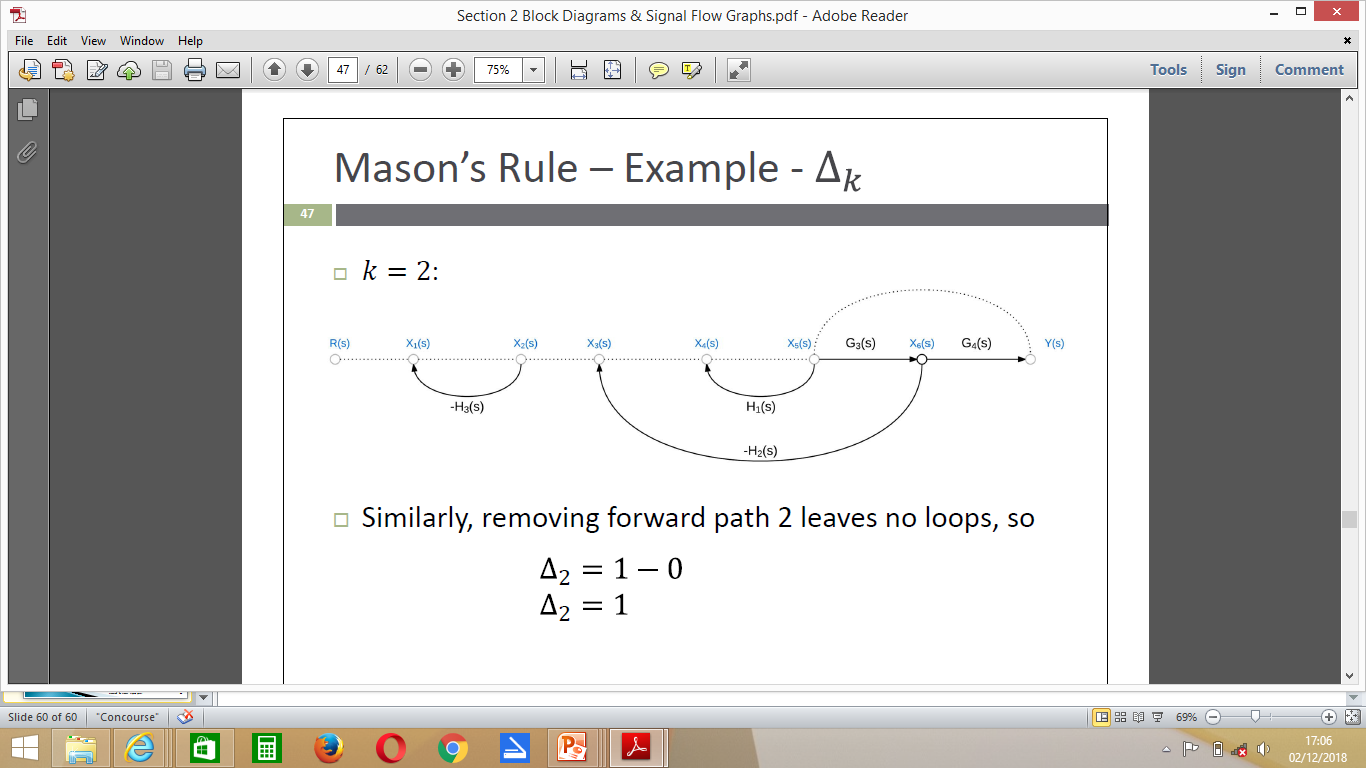 Section 2 Block Diagrams & Signal Flow Graphs.pdf - Adobe Reader
File Edit View Window Help
47 / 62 75% Tools Sign Comment
Mason's Rule – Example - Δₖ
47
k = 2:
R(s) X₁(s) X₂(s) X₃(s) X₄(s) X₅(s) G₃(s) X₆(s) G₄(s) Y(s)
-H₃(s) H₁(s)
-H₂(s)
Similarly, removing forward path 2 leaves no loops, so
Δ₂ = 1 − 0
Δ₂ = 1
Slide 60 of 60 "Concourse" 69%
17:06
02/12/2018